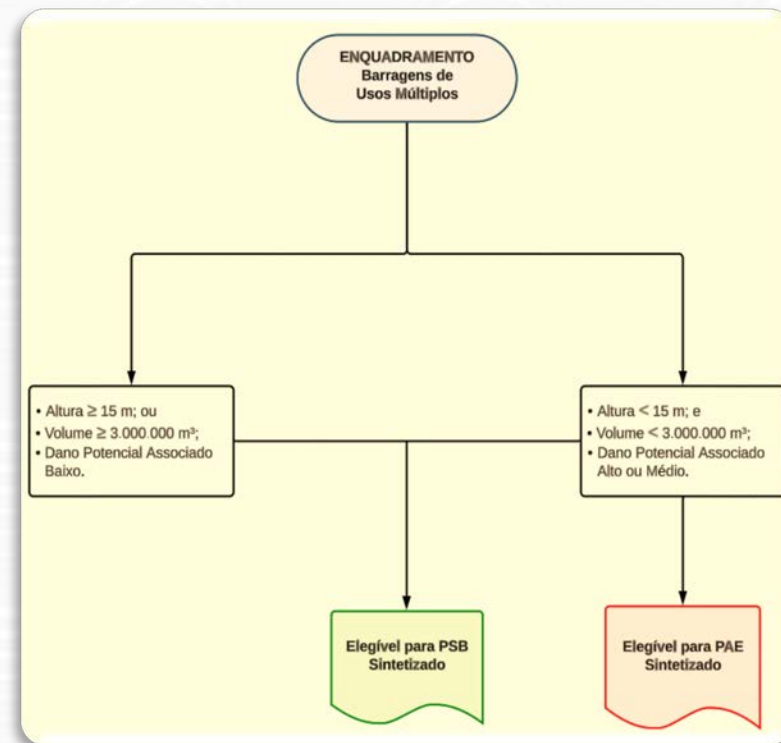 ENQUADRAMENTO
Barragens de
Usos Múltiplos
• Altura ≥ 15 m; ou
• Volume ≥ 3.000.000 m³;
• Dano Potencial Associado
Baixo.
• Altura < 15 m; e
• Volume < 3.000.000 m³;
• Dano Potencial Associado
Alto ou Médio.
Elegível para PSB
Sintetizado
Elegível para PAE
Sintetizado